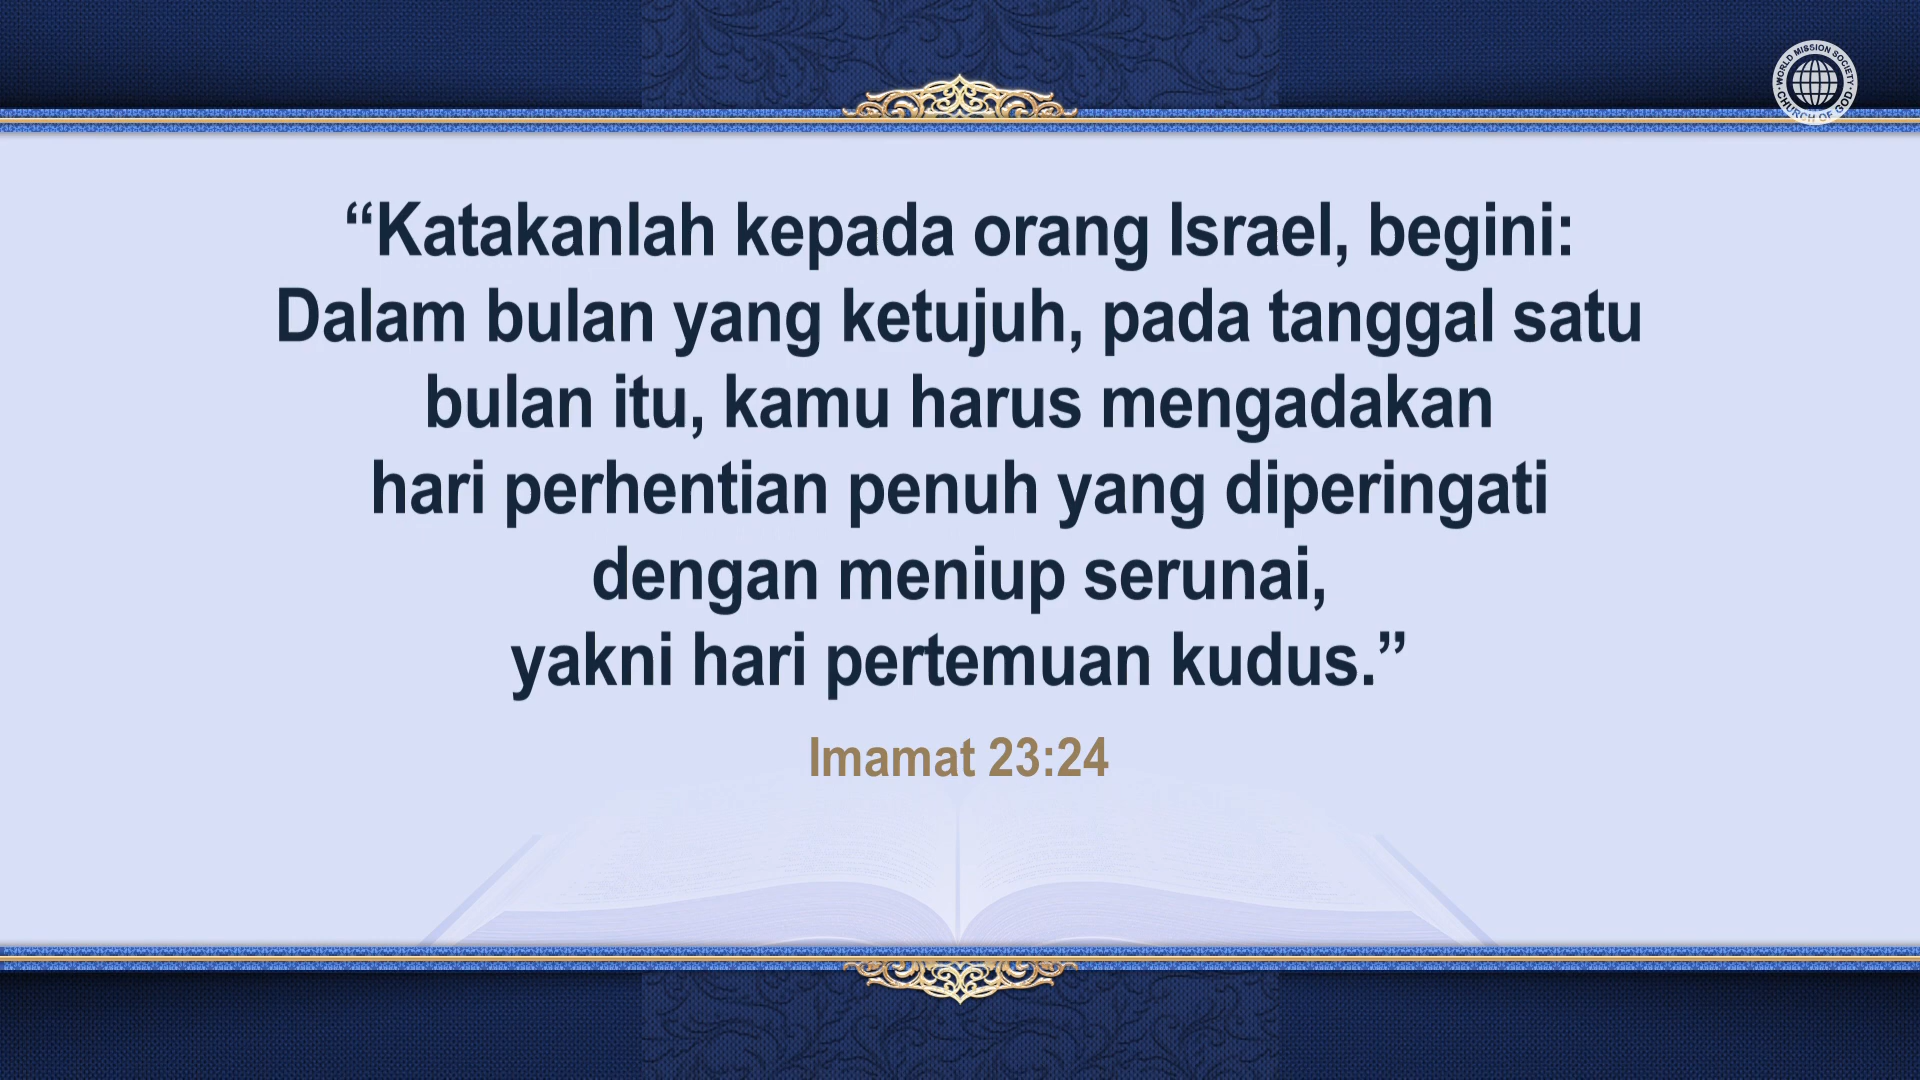 WORLD MISSION SOCIETY
CHURCH OF GOD
“Katakanlah kepada orang Israel, begini:
Dalam bulan yang ketujuh, pada tanggal satu
bulan itu, kamu harus mengadakan
hari perhentian penuh yang diperingati
dengan meniup serunai,
yakni hari pertemuan kudus.”
Imamat 23:24